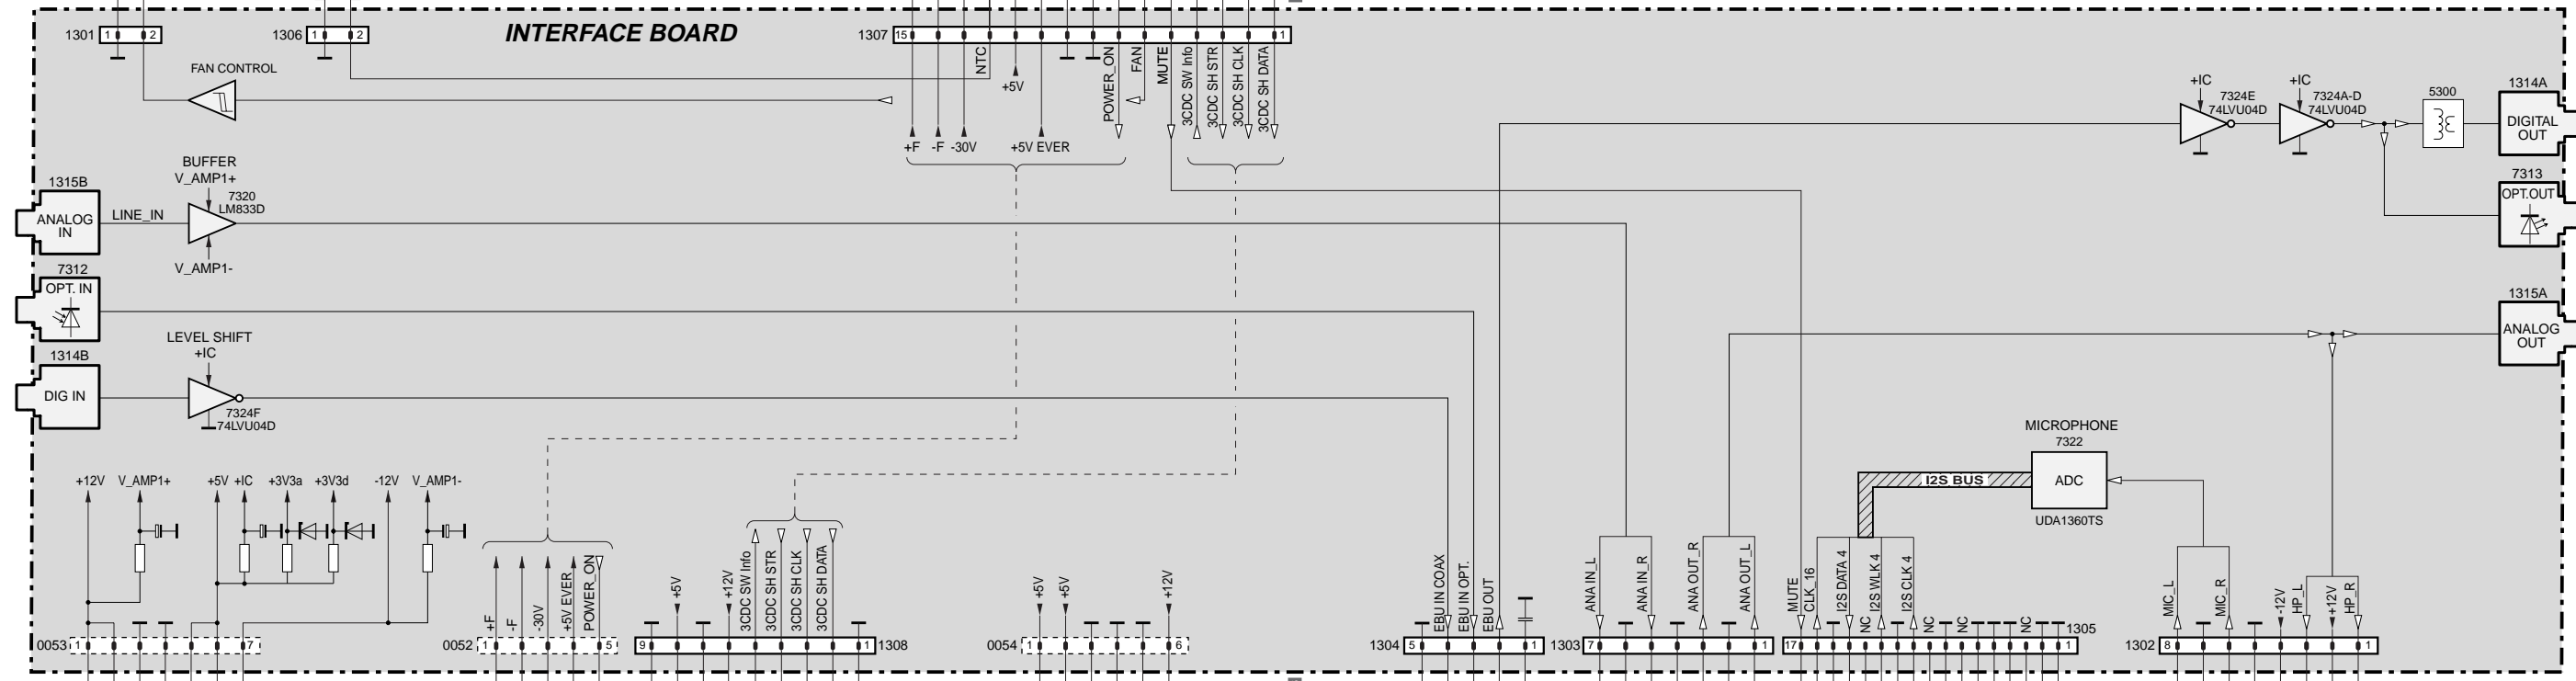 INTERFACE BOARD
1301 1 2
1306 1 2
1307 15 1
NTC
+5V
POWER_ON
FAN
MUTE
3CDC SW Info
3CDC SH STR
3CDC SH CLK
3CDC SH DATA
+F -F -30V +5V EVER
FAN CONTROL
BUFFER
V_AMP1+
7320
LM833D
V_AMP1-
1315B
ANALOG
IN
LINE_IN
7312
OPT. IN
LEVEL SHIFT
+IC
1314B
DIG IN
7324F
74LVU04D
+IC
7324E
74LVU04D
+IC
7324A-D
74LVU04D
5300
1314A
DIGITAL
OUT
7313
OPT.OUT
1315A
ANALOG
OUT
MICROPHONE
7322
ADC
UDA1360TS
I2S BUS
+12V V_AMP1+ +5V +IC +3V3a +3V3d -12V V_AMP1-
0053 1 7
+F
-F
-30V
+5V EVER
POWER_ON
0052 1 5
+5V
+12V
3CDC SW Info
3CDC SH STR
3CDC SH CLK
3CDC SH DATA
9 1 1308
+5V
+5V
+12V
0054 1 6
EBU IN COAX
EBU IN OPT.
EBU OUT
1304 5 1
ANA IN_L
ANA IN_R
ANA OUT_R
ANA OUT_L
1303 7 1
MUTE
CLK_16
I2S DATA 4
NC
I2S WLK 4
I2S CLK 4
NC
NC
NC
17 1 1305
MIC_L
MIC_R
-12V
HP_L
+12V
HP_R
1302 8 1